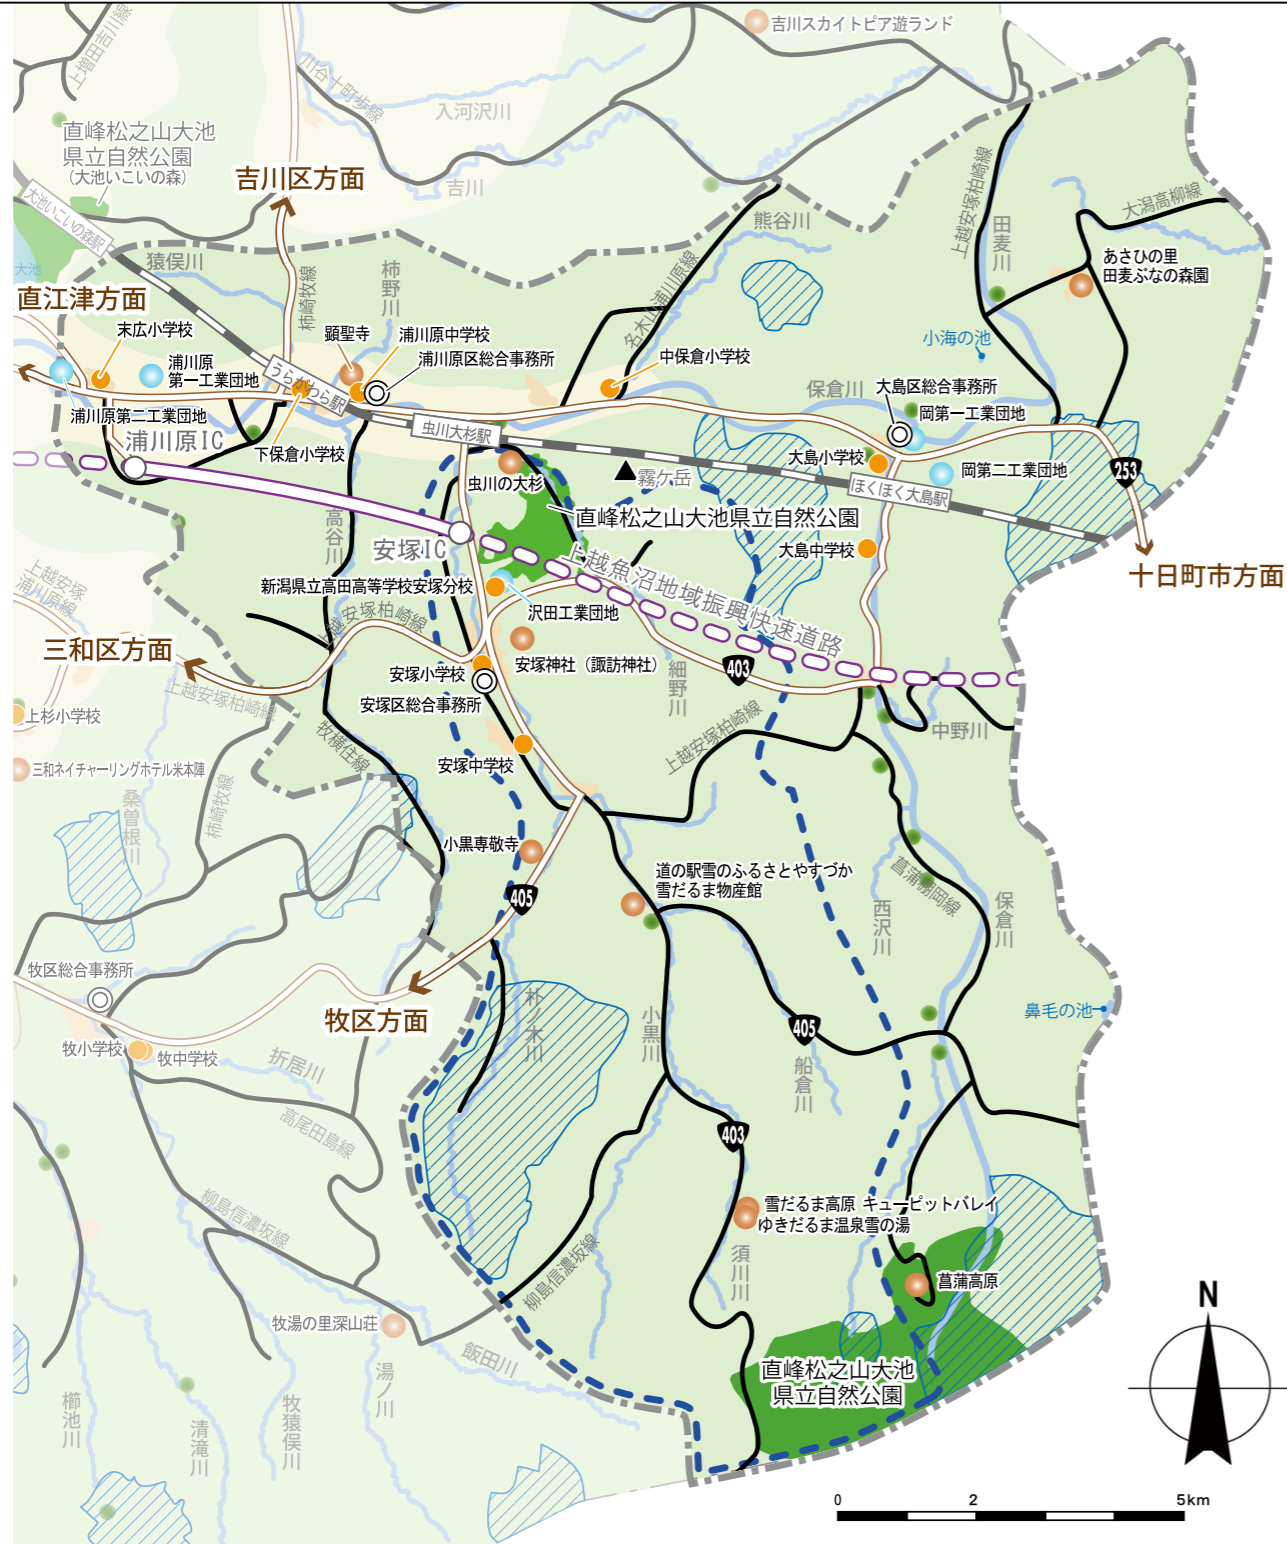 吉川スカイトピア遊ランド
上増田吉川線
川谷十町歩線
入河沢川
直峰松之山大池
県立自然公園
（大池いこいの森）
吉川区方面
吉川
大池いこいの森駅
大池
猿俣川
柿崎牧線
柿野川
熊谷川
名木山浦川原線
上越安塚柏崎線
田麦川
大潟高柳線
あさひの里
田麦ぶなの森園
直江津方面
末広小学校
浦川原
第一工業団地
顕聖寺
浦川原中学校
浦川原区総合事務所
うらがわら駅
中保倉小学校
小海の池
保倉川
大島区総合事務所
岡第一工業団地
浦川原第二工業団地
浦川原IC
下保倉小学校
虫川大杉駅
虫川の大杉
霧ケ岳
大島小学校
岡第二工業団地
ほくほく大島駅
253
高谷川
安塚IC
直峰松之山大池県立自然公園
大島中学校
十日町市方面
上越魚沼地域振興快速道路
新潟県立高田高等学校安塚分校
沢田工業団地
上越安塚
浦川原線
上越安塚柏崎線
三和区方面
安塚神社（諏訪神社）
安塚小学校
安塚区総合事務所
細野川
403
上越安塚柏崎線
上杉小学校
牧横住線
上越安塚柏崎線
中野川
三和ネイチャーリングホテル米本陣
安塚中学校
桑曽根川
柿崎牧線
小黒専敬寺
405
道の駅雪のふるさとやすづか
雪だるま物産館
菖蒲棚岡線
西沢川
保倉川
牧区総合事務所
牧区方面
朴ノ木川
小黒川
405
鼻毛の池
牧小学校
牧中学校
折居川
船倉川
高尾田島線
403
柳島信濃坂線
雪だるま高原 キューピットバレイ
ゆきだるま温泉雪の湯
須川川
柳島信濃坂線
菖蒲高原
牧湯の里深山荘
飯田川
直峰松之山大池
県立自然公園
櫛池川
清滝川
牧猿俣川
湯ノ川
N
0 2 5km